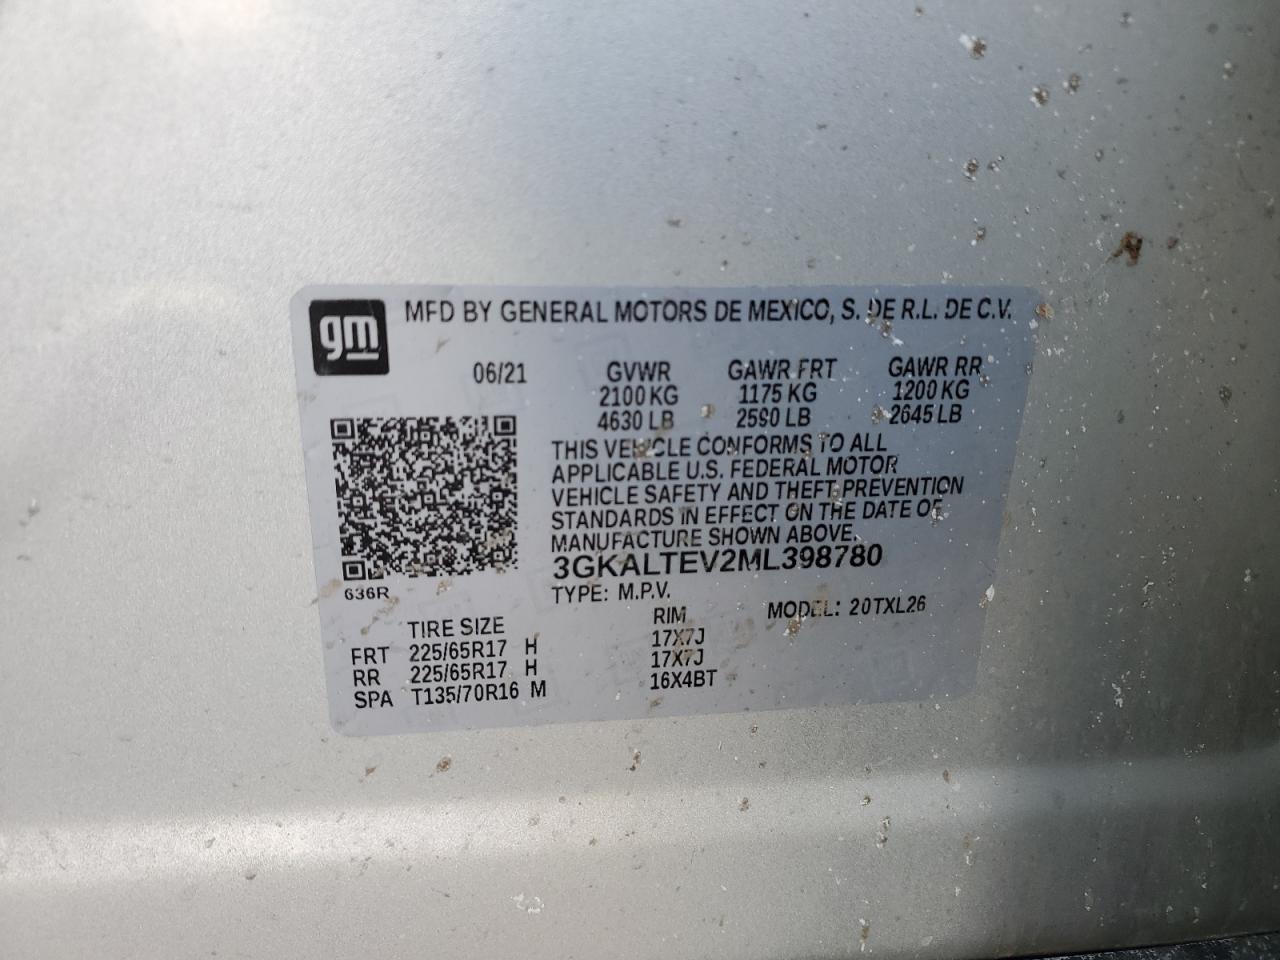 gm
MFD BY GENERAL MOTORS DE MEXICO, S. DE R.L. DE C.V.
06/21 GVWR GAWR FRT GAWR RR
2100 KG 1175 KG 1200 KG
4630 LB 2590 LB 2645 LB
THIS VEHICLE CONFORMS TO ALL
APPLICABLE U.S. FEDERAL MOTOR
VEHICLE SAFETY AND THEFT PREVENTION
STANDARDS IN EFFECT ON THE DATE OF
MANUFACTURE SHOWN ABOVE.
3GKALTEV2ML398780
636R
TYPE: M.P.V. MODEL: 20TXL26
TIRE SIZE RIM
FRT 225/65R17 H 17X7J
RR 225/65R17 H 17X7J
SPA T135/70R16 M 16X4BT